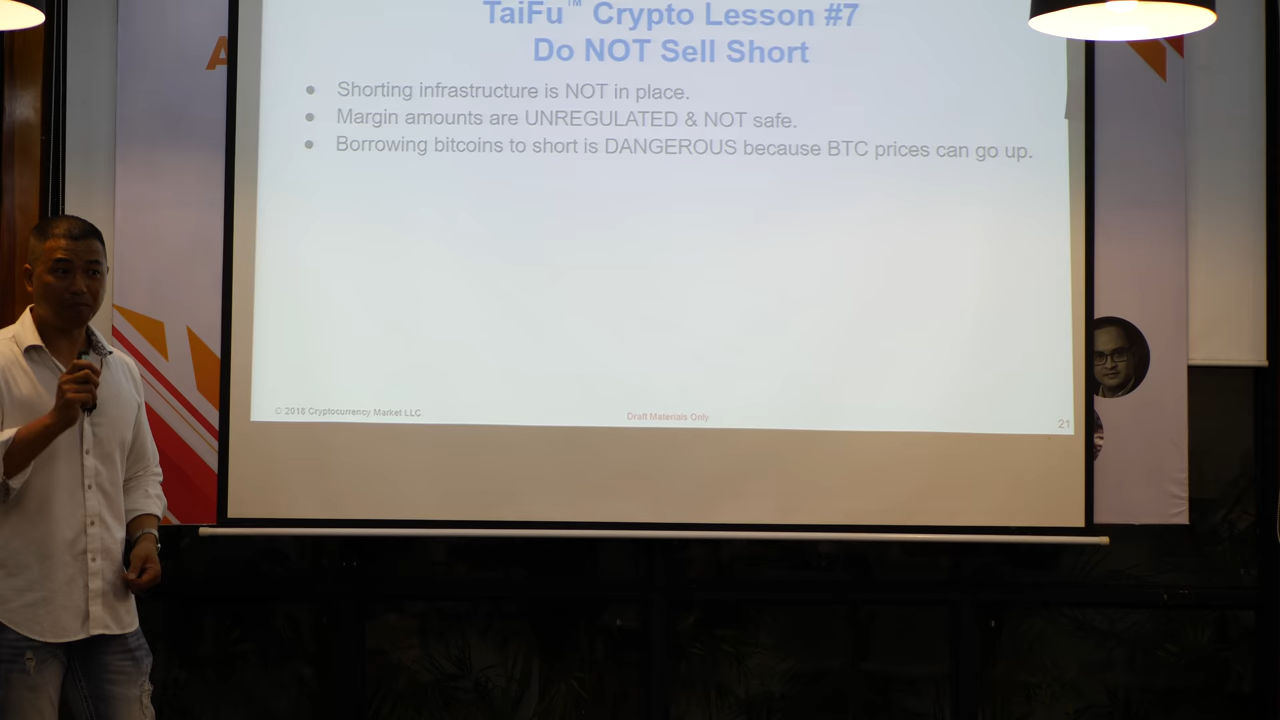 TaiFu™ Crypto Lesson #7
Do NOT Sell Short
A
● Shorting infrastructure is NOT in place.
● Margin amounts are UNREGULATED & NOT safe.
● Borrowing bitcoins to short is DANGEROUS because BTC prices can go up.
© 2018 Cryptocurrency Market LLC.
Draft Materials Only
21